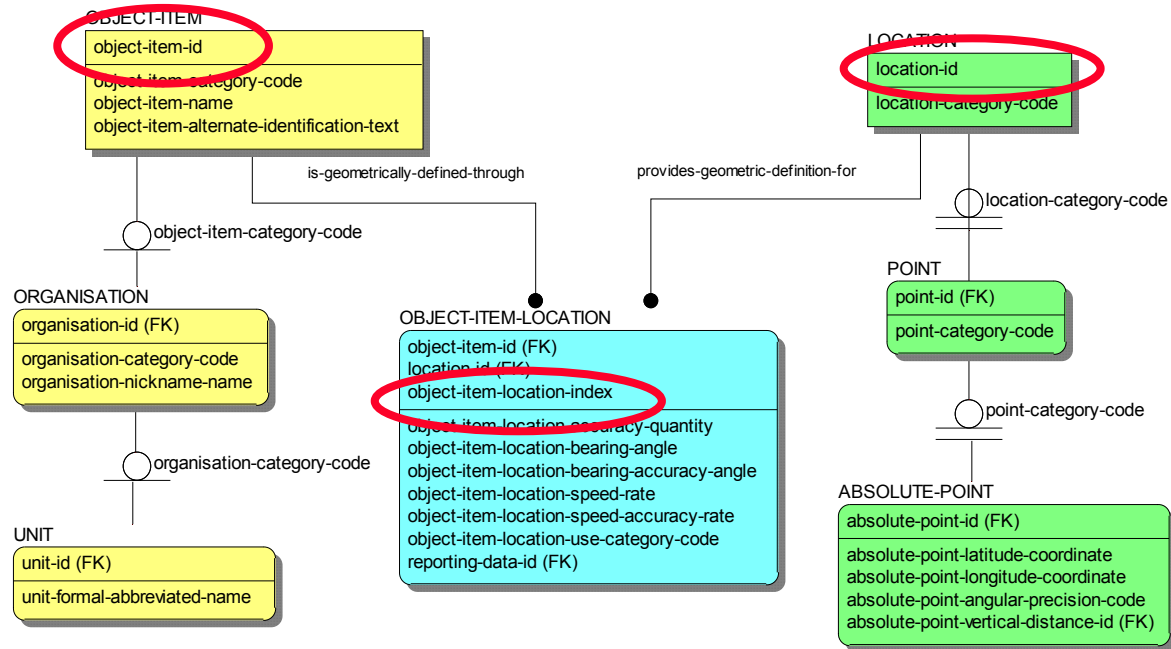 OBJECT-ITEM
object-item-id
object-item-category-code
object-item-name
object-item-alternate-identification-text
LOCATION
location-id
location-category-code
is-geometrically-defined-through
provides-geometric-definition-for
object-item-category-code
location-category-code
ORGANISATION
organisation-id (FK)
organisation-category-code
organisation-nickname-name
OBJECT-ITEM-LOCATION
object-item-id (FK)
location-id (FK)
object-item-location-index
object-item-location-accuracy-quantity
object-item-location-bearing-angle
object-item-location-bearing-accuracy-angle
object-item-location-speed-rate
object-item-location-speed-accuracy-rate
object-item-location-use-category-code
reporting-data-id (FK)
POINT
point-id (FK)
point-category-code
organisation-category-code
point-category-code
UNIT
unit-id (FK)
unit-formal-abbreviated-name
ABSOLUTE-POINT
absolute-point-id (FK)
absolute-point-latitude-coordinate
absolute-point-longitude-coordinate
absolute-point-angular-precision-code
absolute-point-vertical-distance-id (FK)